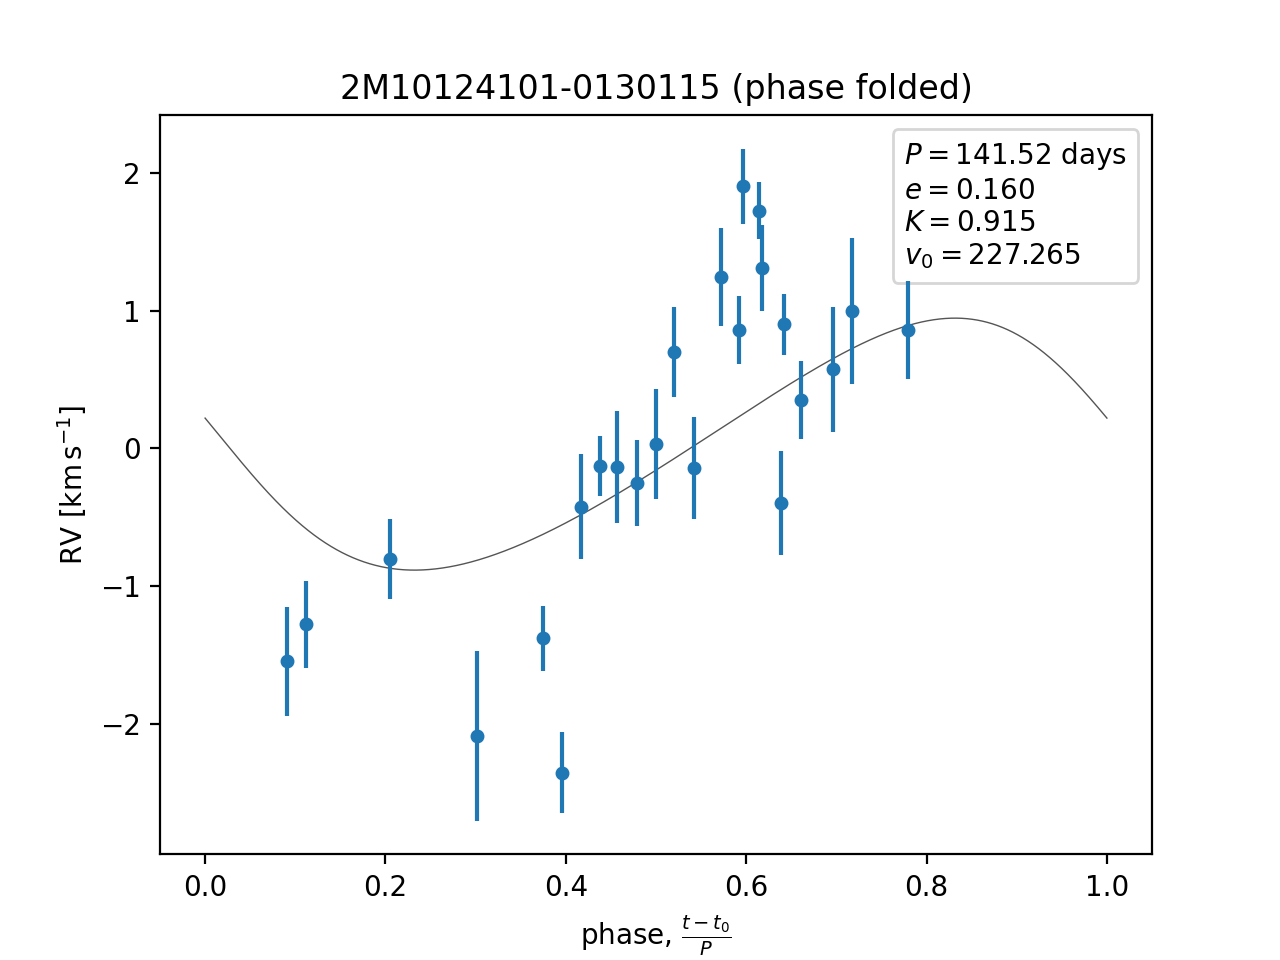 2M10124101-0130115 (phase folded)
P = 141.52 days
e = 0.160
K = 0.915
v₀ = 227.265
RV [km s⁻¹]
2
1
0
−1
−2
0.0 0.2 0.4 0.6 0.8 1.0
phase, (t − t₀)/P